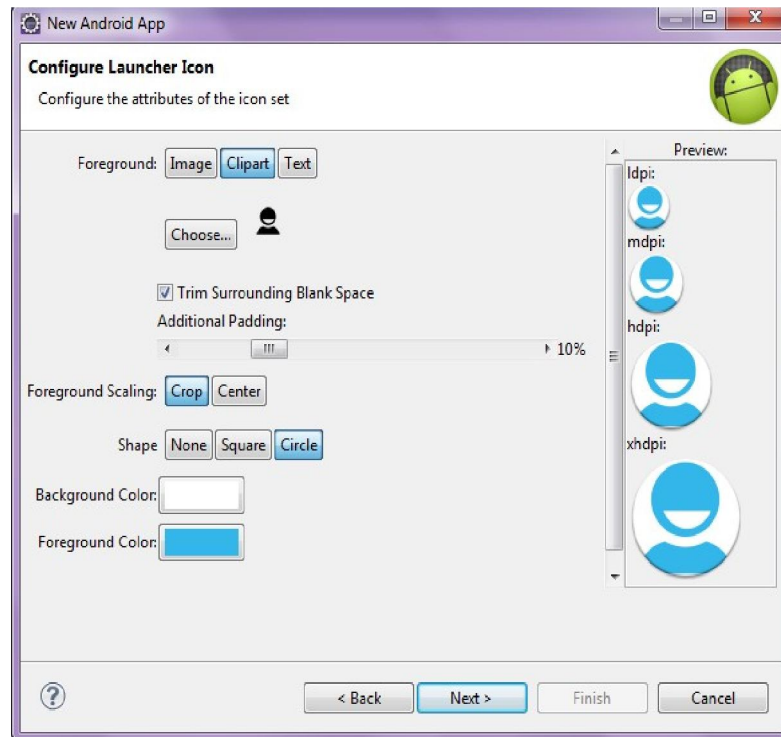 New Android App
Configure Launcher Icon
Configure the attributes of the icon set
Foreground: Image Clipart Text
Choose...
Trim Surrounding Blank Space
Additional Padding:
10%
Foreground Scaling: Crop Center
Shape None Square Circle
Background Color:
Foreground Color:
Preview:
ldpi:
mdpi:
hdpi:
xhdpi:
? < Back Next > Finish Cancel